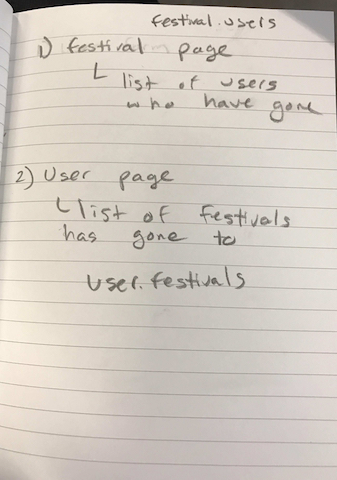 festival.users
1) festival page
list of users
who have gone
2) User page
list of festivals
has gone to
user.festivals